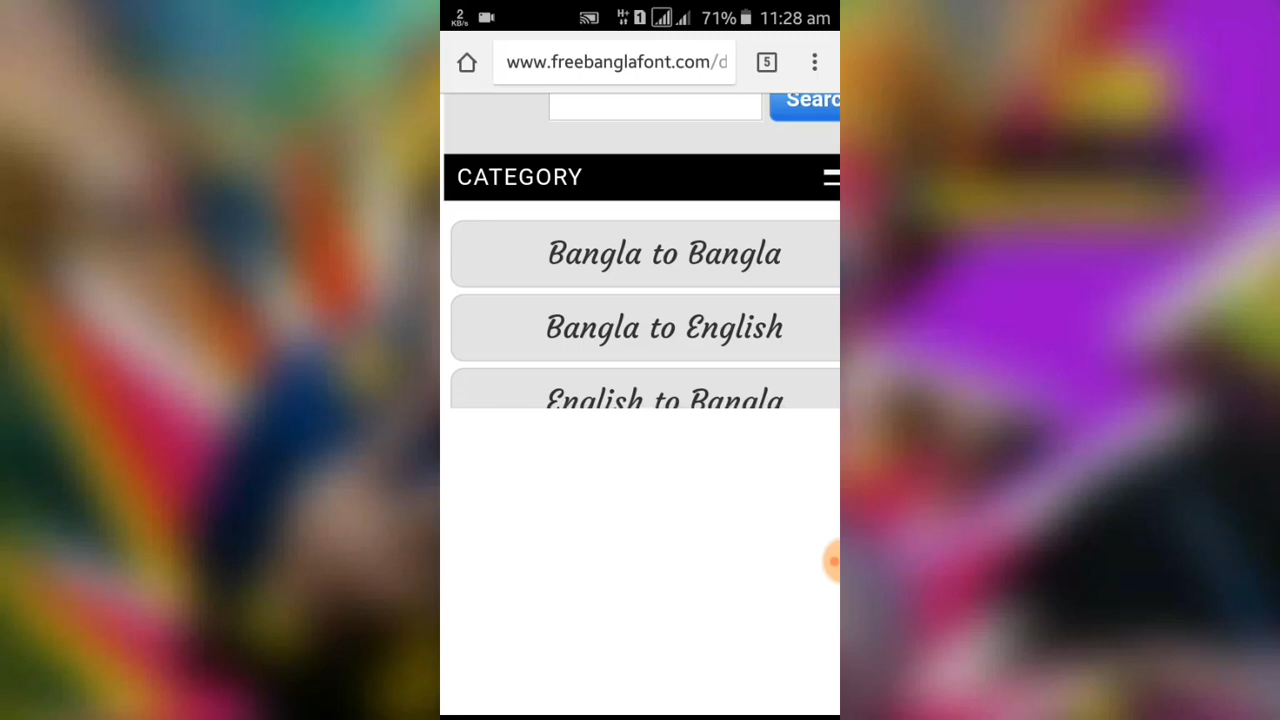 2
KB/s
H+
1
71%
11:28 am
www.freebanglafont.com/d
5
Searc
CATEGORY
Bangla to Bangla
Bangla to English
English to Bangla